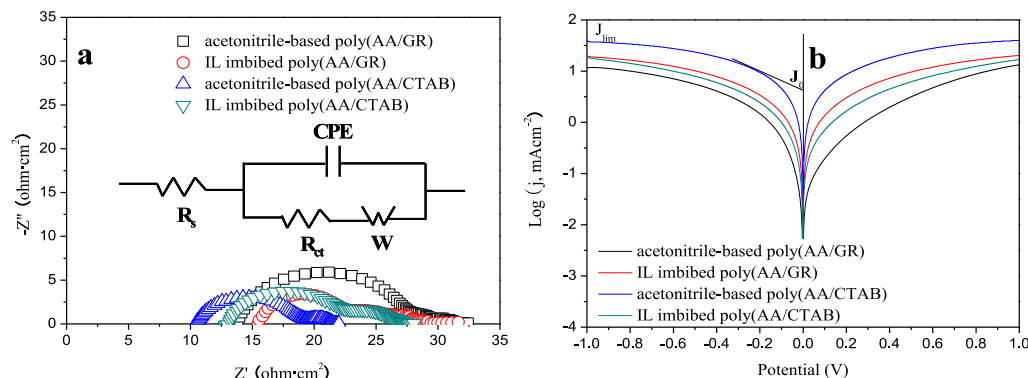 a
acetonitrile-based poly(AA/GR)
IL imbibed poly(AA/GR)
acetonitrile-based poly(AA/CTAB)
IL imbibed poly(AA/CTAB)
CPE
Rs
Rct
W
35
30
25
20
15
10
5
0
-Z'' (ohm·cm²)
0 5 10 15 20 25 30 35
Z' (ohm·cm²)
b
Jlim
J0
2
1
0
-1
-2
-3
-4
Log (j, mAcm⁻²)
acetonitrile-based poly(AA/GR)
IL imbibed poly(AA/GR)
acetonitrile-based poly(AA/CTAB)
IL imbibed poly(AA/CTAB)
-1.0 -0.8 -0.6 -0.4 -0.2 0.0 0.2 0.4 0.6 0.8 1.0
Potential (V)